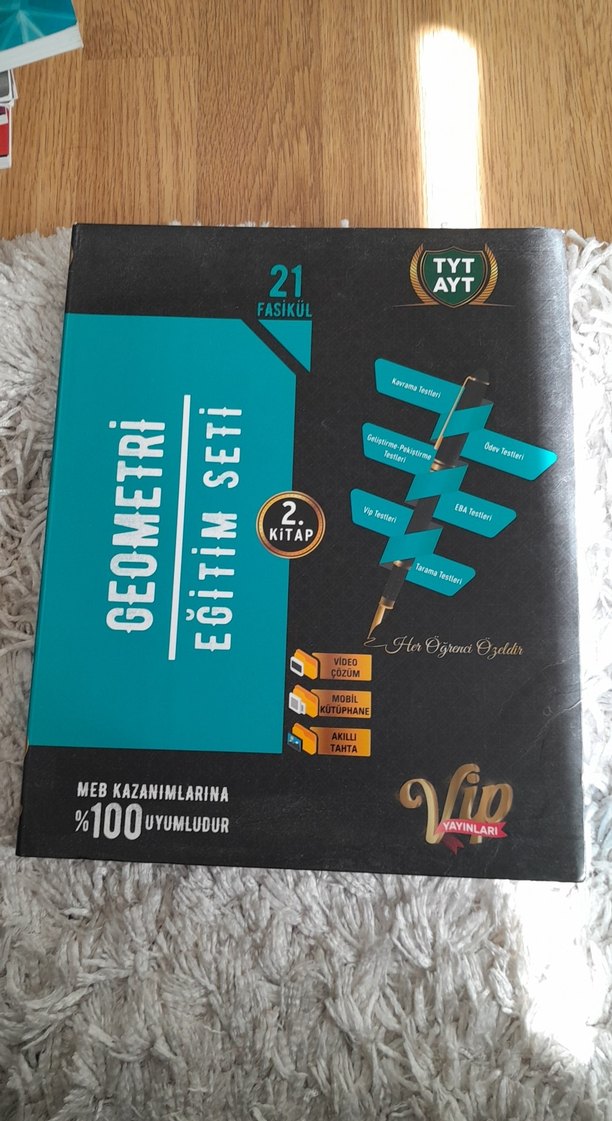 21
FASİKÜL
TYT
AYT
GEOMETRİ
EĞİTİM SETİ
2.
KİTAP
Kavrama Testleri
Ödev Testleri
Geliştirme-Pekiştirme
Testleri
EBA Testleri
Vip Testleri
Tarama Testleri
Her Öğrenci Özeldir
VİDEO
ÇÖZÜM
MOBİL
KÜTÜPHANE
AKILLI
TAHTA
MEB KAZANIMLARINA
%100 UYUMLUDUR
Vip
YAYINLARI